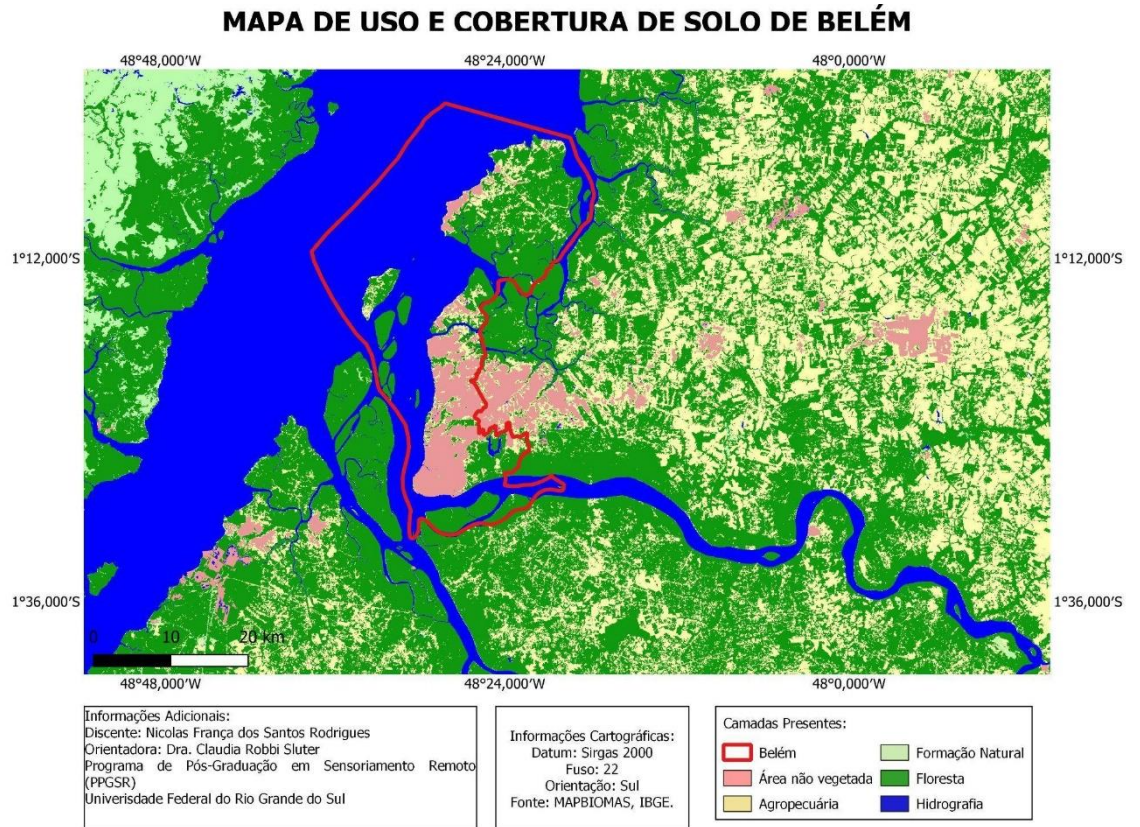 MAPA DE USO E COBERTURA DE SOLO DE BELÉM
48°48,000'W 48°24,000'W 48°0,000'W
1°12,000'S 1°12,000'S
1°36,000'S 1°36,000'S
0 10 20 km
48°48,000'W 48°24,000'W 48°0,000'W
Informações Adicionais:
Discente: Nicolas França dos Santos Rodrigues
Orientadora: Dra. Claudia Robbi Sluter
Programa de Pós-Graduação em Sensoriamento Remoto
(PPGSR)
Univerisdade Federal do Rio Grande do Sul
Informações Cartográficas:
Datum: Sirgas 2000
Fuso: 22
Orientação: Sul
Fonte: MAPBIOMAS, IBGE.
Camadas Presentes:
Belém Formação Natural
Área não vegetada Floresta
Agropecuária Hidrografia